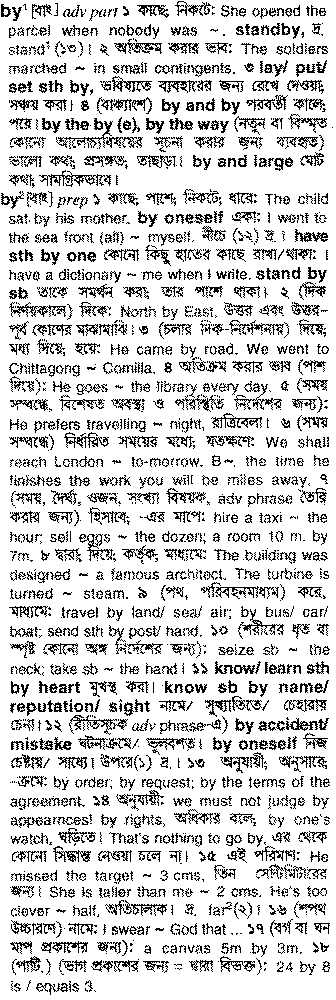 by¹ [বাই] adv part ১ কাছে; নিকটে: She opened the
parcel when nobody was ~. standby, দ্র.
stand¹ (১৩)। ২ অতিক্রম করার ভাব: The soldiers
marched ~ in small contingents. ৩ lay/ put/
set sth by, ভবিষ্যতে ব্যবহারের জন্য রেখে দেওয়া;
সঞ্চয় করা। ৪ (বাক্যাংশ) by and by পরবর্তী কালে;
পরে। by the by (e), by the way (নতুন বা বিস্মৃত
কোনো আলোচ্যবিষয়ের সূচনা করার জন্য ব্যবহৃত)
ভালো কথা; প্রসঙ্গত; তাছাড়া। by and large মোট
কথা; সামগ্রিকভাবে।
by² [বাই] prep ১ কাছে; পাশে; নিকটে; ধারে: The child
sat by his mother. by oneself একা: I went to
the sea front (all) ~ myself. নীচে (১২) দ্র.। have
sth by one কোনো কিছু হাতের কাছে রাখা/থাকা: I
have a dictionary ~ me when I write. stand by
sb তাকে সমর্থন করা; তার পাশে থাকা। ২ (দিক
নির্ণয়কালে) দিকে: North by East, উত্তর এবং উত্তর-
পূর্ব কোণের মাঝামাঝি। ৩ (চলার দিক-নির্দেশনায়) দিয়ে;
মধ্য দিয়ে; হয়ে: He came by road. We went to
Chittagong ~ Comilla. ৪ অতিক্রম করার ভাব (পাশ
দিয়ে): He goes ~ the library every day. ৫ (সময়
সম্বন্ধে, বিশেষত অবস্থা ও পরিস্থিতি নির্দেশের জন্য):
He prefers travelling ~ night, রাত্রিবেলা। ৬ (সময়
সম্বন্ধে) নির্ধারিত সময়ের মধ্যে; যতক্ষণে: We shall
reach London ~ to-morrow. B~. the time he
finishes the work you will be miles away. ৭
(সময়, দৈর্ঘ্য, ওজন, সংখ্যা বিষয়ক, adv phrase তৈরি
করার জন্য) হিসাবে; -এর মাপে: hire a taxi ~ the
hour; sell eggs ~ the dozen; a room 10 m. by
7m. ৮ দ্বারা; দিয়ে; কর্তৃক; মাধ্যমে: The building was
designed ~ a famous architect. The turbine is
turned ~ steam. ৯ (পথ, পরিবহনমাধ্যম) করে,
মাধ্যমে: travel by land/ sea/ air; by bus/ car/
boat; send sth by post/ hand. ১০ (শরীরের ধৃত বা
স্পৃষ্ট কোনো অঙ্গ নির্দেশের জন্য): seize sb ~ the
neck; take sb ~ the hand। ১১ know/ learn sth
by heart মুখস্থ করা। know sb by name/
reputation/ sight নামে/ সুখ্যাতিতে/ চেহারায়
চেনা। ১২ (রীতিসূচক adv phrase-এ) by accident/
mistake ঘটনাক্রমে/ ভুলবশত। by oneself নিজ
চেষ্টায়/ সাধ্যে। উপরে(১) দ্র.। ১৩ অনুযায়ী; অনুসারে;
-ক্রমে: by order; by request; by the terms of the
agreement. ১৪ অনুযায়ী: we must not judge by
appearnces! by rights, অধিকার বলে; by one's
watch, ঘড়িতে। That's nothing to go by, এর থেকে
কোনো সিদ্ধান্ত নেওয়া চলে না। ১৫ এই পরিমাণ: He
missed the target ~ 3 cms, তিন সেন্টিমিটারের
জন্য। She is taller than me ~ 2 cms. He's too
clever ~ half, অতিচালাক। দ্র. far²(২)। ১৬ (শপথ
উচ্চারণে) নামে: I swear ~ God that ... ১৭ (বর্গ বা ঘন
মাপ প্রকাশের জন্য): a canvas 5m by 3m. ১৮
(পাটি.) (ভাগ প্রকাশের জন্য = দ্বারা বিভক্ত): 24 by 8
is / equals 3.